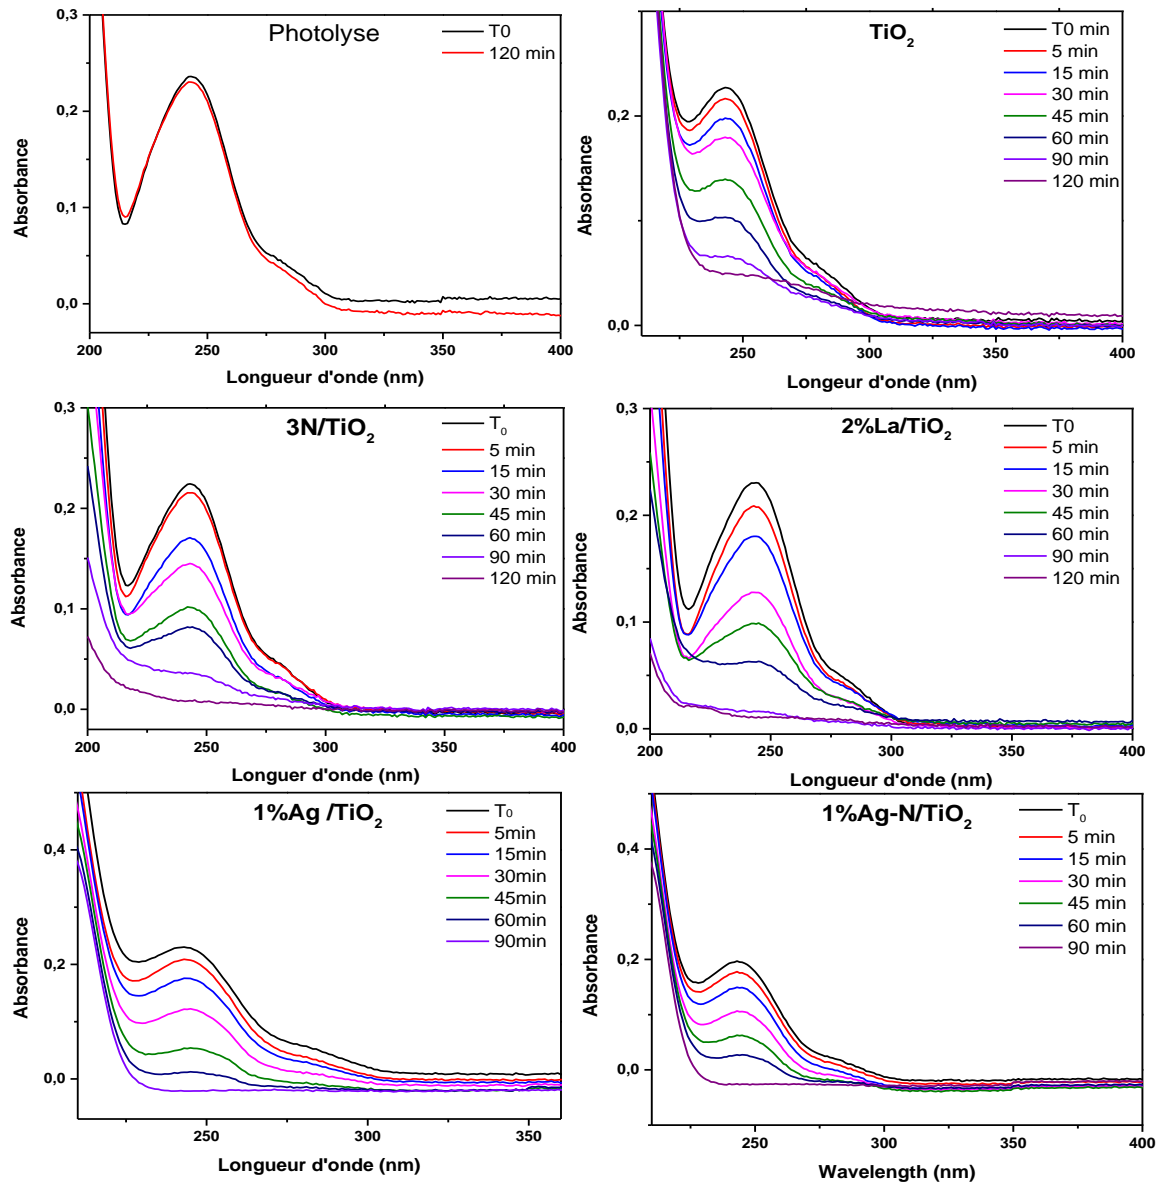 Photolyse
T0
120 min
0,3
0,2
0,1
0,0
Absorbance
200 250 300 350 400
Longueur d'onde (nm)
TiO2
T0 min
5 min
15 min
30 min
45 min
60 min
90 min
120 min
0,2
0,0
Absorbance
250 300 350 400
Longeur d'onde (nm)
3N/TiO2
T0
5 min
15 min
30 min
45 min
60 min
90 min
120 min
0,3
0,2
0,1
0,0
Absorbance
200 250 300 350 400
Longuer d'onde (nm)
2%La/TiO2
T0
5 min
15 min
30 min
45 min
60 min
90 min
120 min
0,3
0,2
0,1
0,0
Absorbance
200 250 300 350 400
Longueur d'onde (nm)
1%Ag /TiO2
T0
5min
15min
30min
45min
60min
90min
0,4
0,2
0,0
Absorbance
250 300 350
Longueur d'onde (nm)
1%Ag-N/TiO2
T0
5 min
15 min
30 min
45 min
60 min
90 min
0,4
0,2
0,0
Absorbance
250 300 350 400
Wavelength (nm)